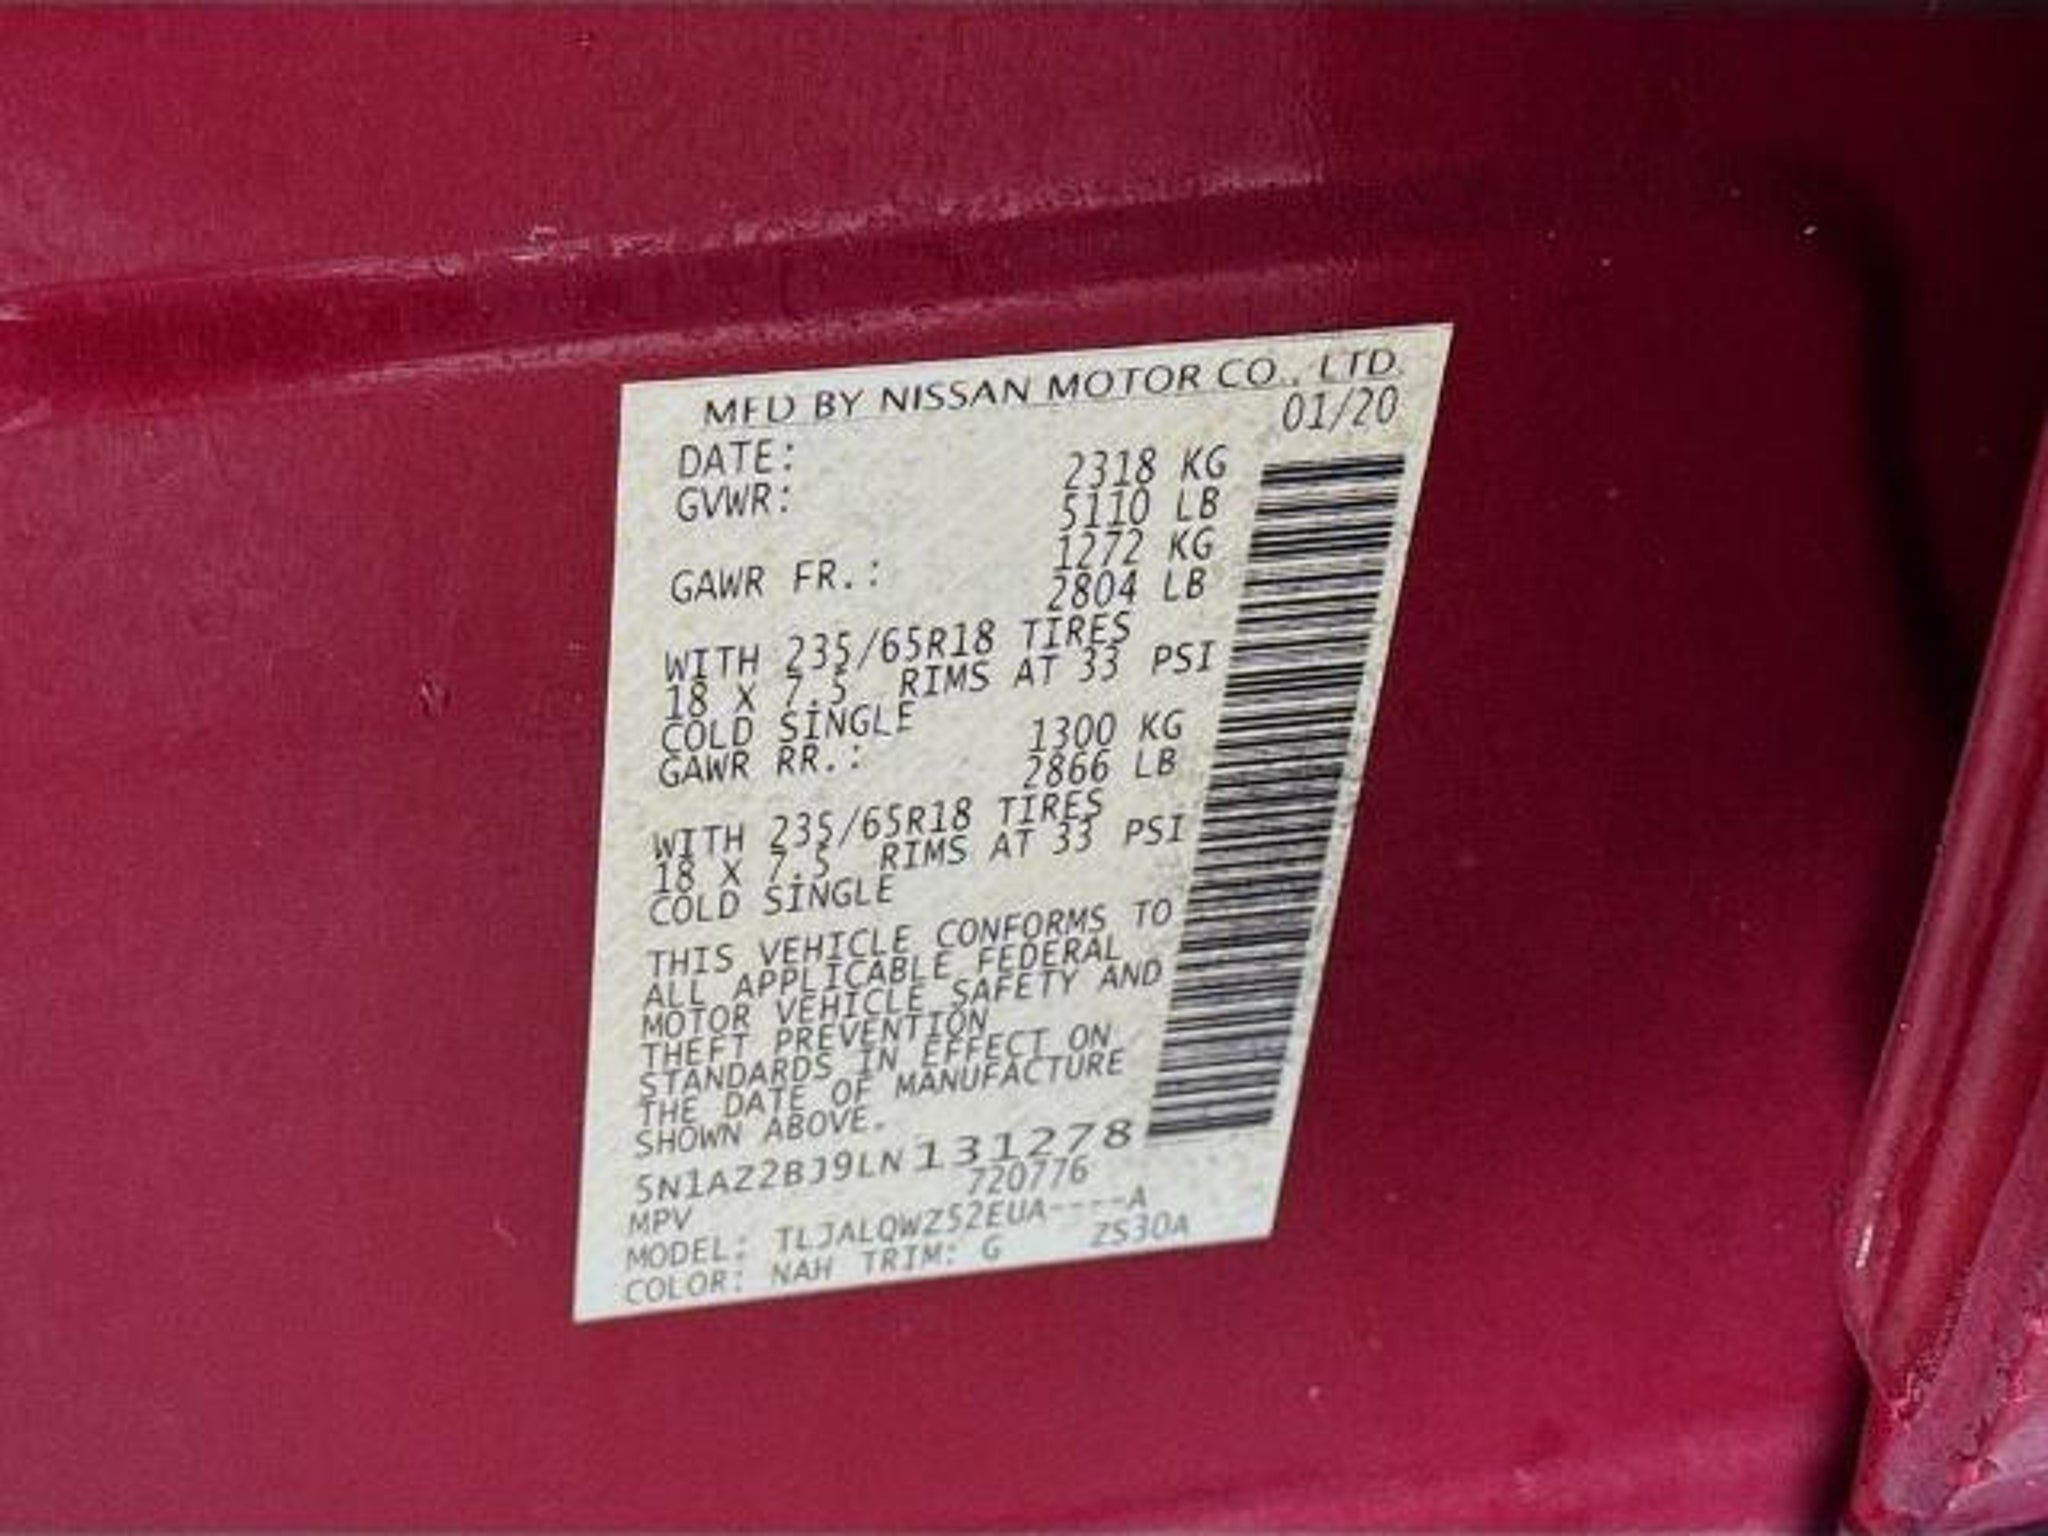 MFD BY NISSAN MOTOR CO., LTD.
DATE: 01/20
GVWR: 2318 KG
5110 LB
GAWR FR.: 1272 KG
2804 LB
WITH 235/65R18 TIRES
18 X 7.5 RIMS AT 33 PSI
COLD SINGLE
GAWR RR.: 1300 KG
2866 LB
WITH 235/65R18 TIRES
18 X 7.5 RIMS AT 33 PSI
COLD SINGLE
THIS VEHICLE CONFORMS TO
ALL APPLICABLE FEDERAL
MOTOR VEHICLE SAFETY AND
THEFT PREVENTION
STANDARDS IN EFFECT ON
THE DATE OF MANUFACTURE
SHOWN ABOVE.
5N1AZ2BJ9LN131278
MPV 720776
MODEL: TLJALQWZ52EUA----A
COLOR: NAH TRIM: G ZS30A